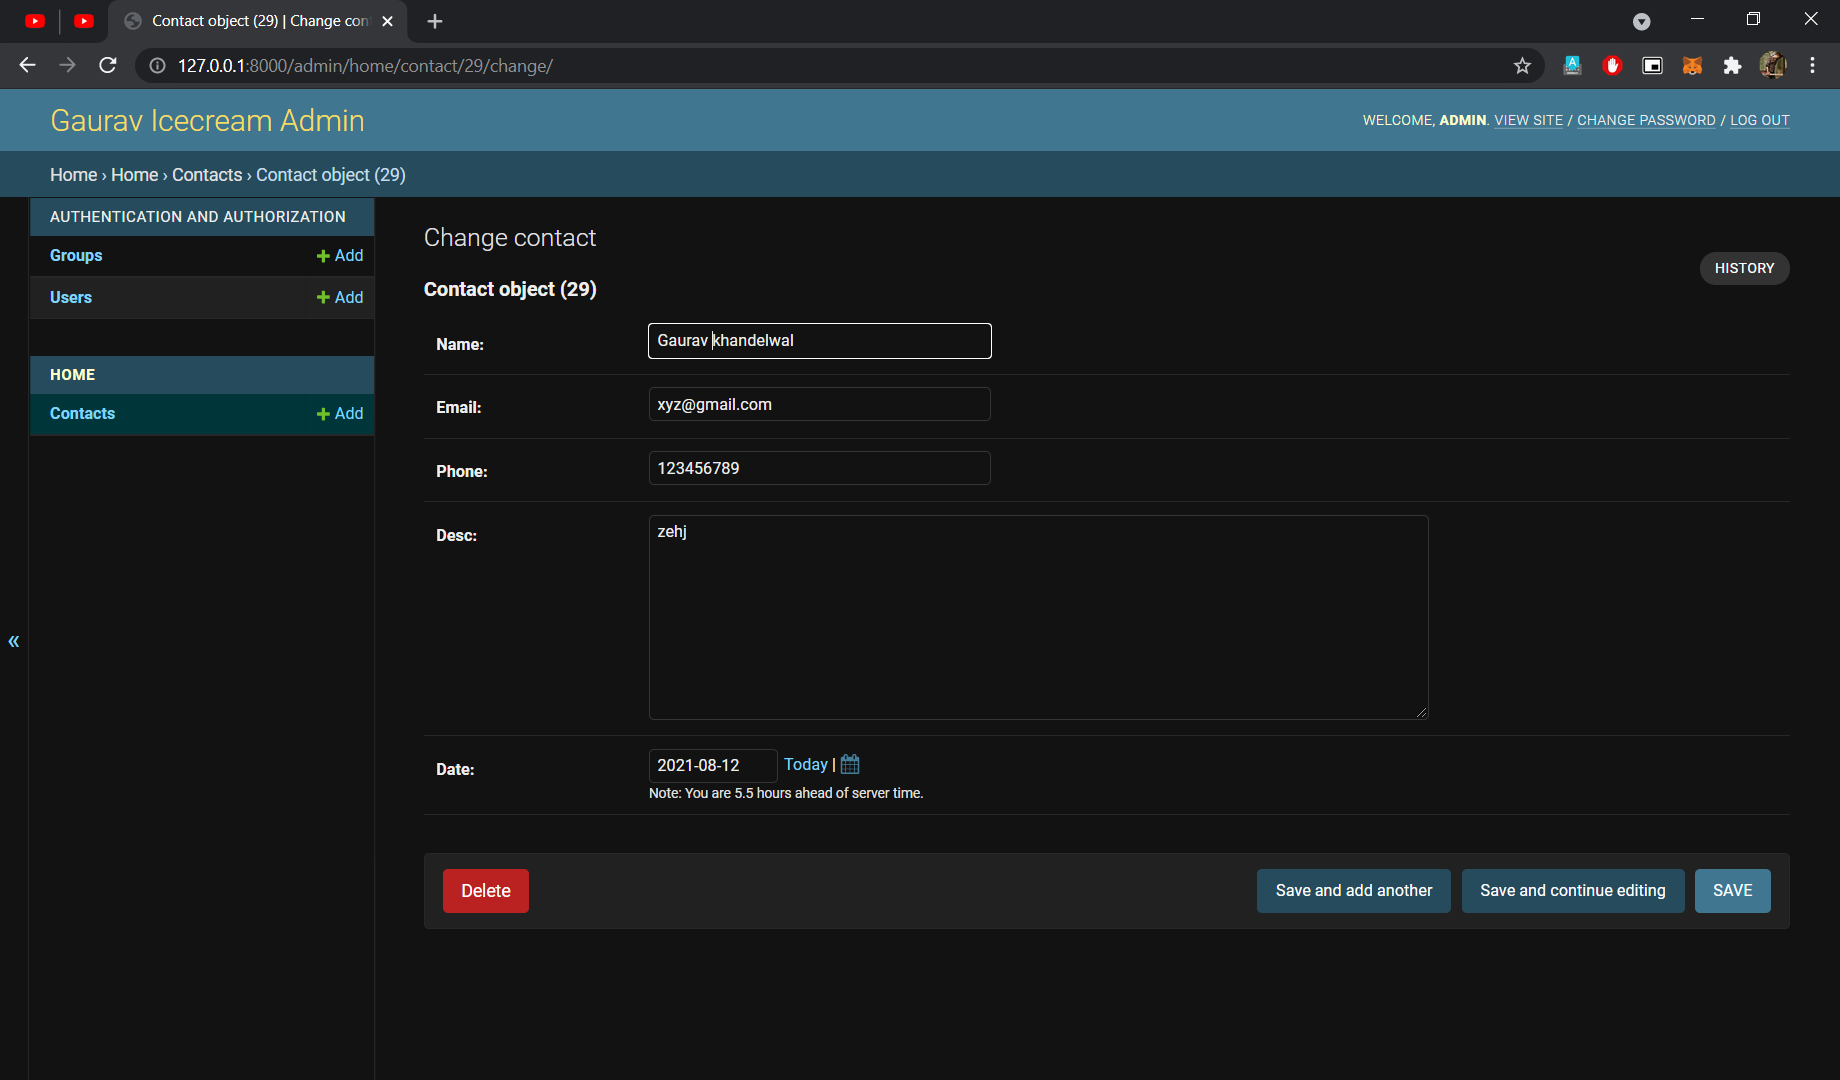 Contact object (29) | Change con
127.0.0.1:8000/admin/home/contact/29/change/
Gaurav Icecream Admin
WELCOME, ADMIN. VIEW SITE / CHANGE PASSWORD / LOG OUT
Home › Home › Contacts › Contact object (29)
AUTHENTICATION AND AUTHORIZATION
Groups + Add
Users + Add
HOME
Contacts + Add
«
Change contact
HISTORY
Contact object (29)
Name: Gaurav khandelwal
Email: xyz@gmail.com
Phone: 123456789
Desc: zehj
Date: 2021-08-12 Today |
Note: You are 5.5 hours ahead of server time.
Delete Save and add another Save and continue editing SAVE